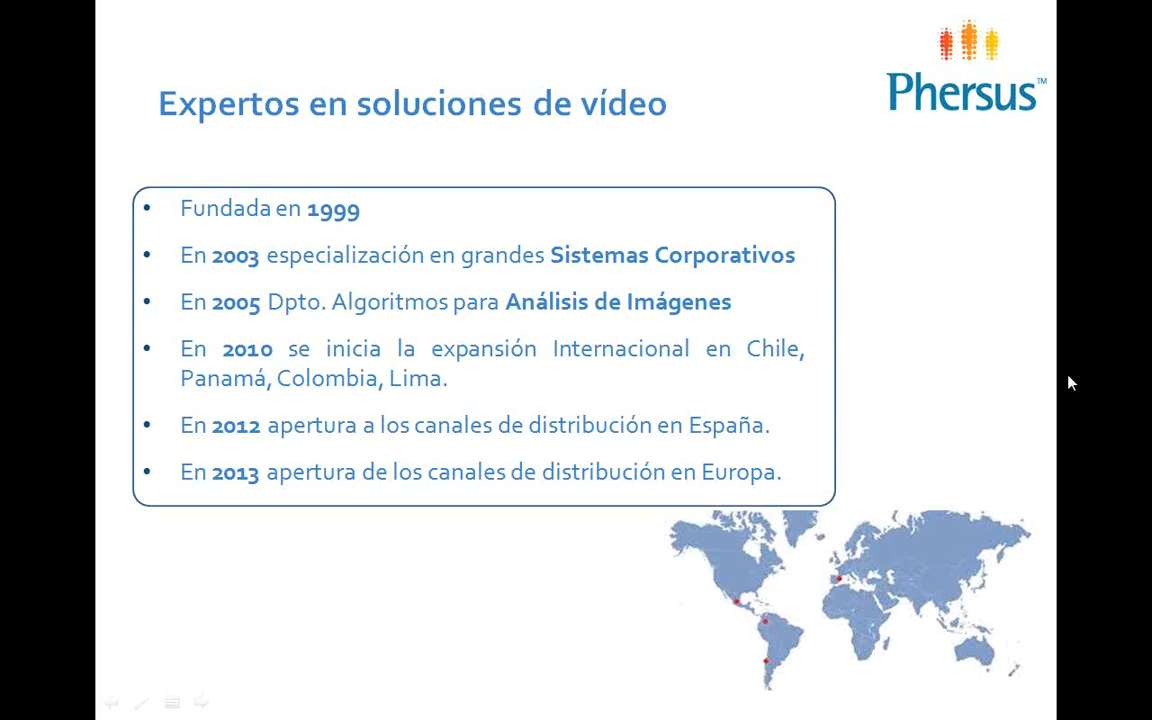 Phersus™
Expertos en soluciones de vídeo
• Fundada en 1999
• En 2003 especialización en grandes Sistemas Corporativos
• En 2005 Dpto. Algoritmos para Análisis de Imágenes
• En 2010 se inicia la expansión Internacional en Chile,
Panamá, Colombia, Lima.
• En 2012 apertura a los canales de distribución en España.
• En 2013 apertura de los canales de distribución en Europa.